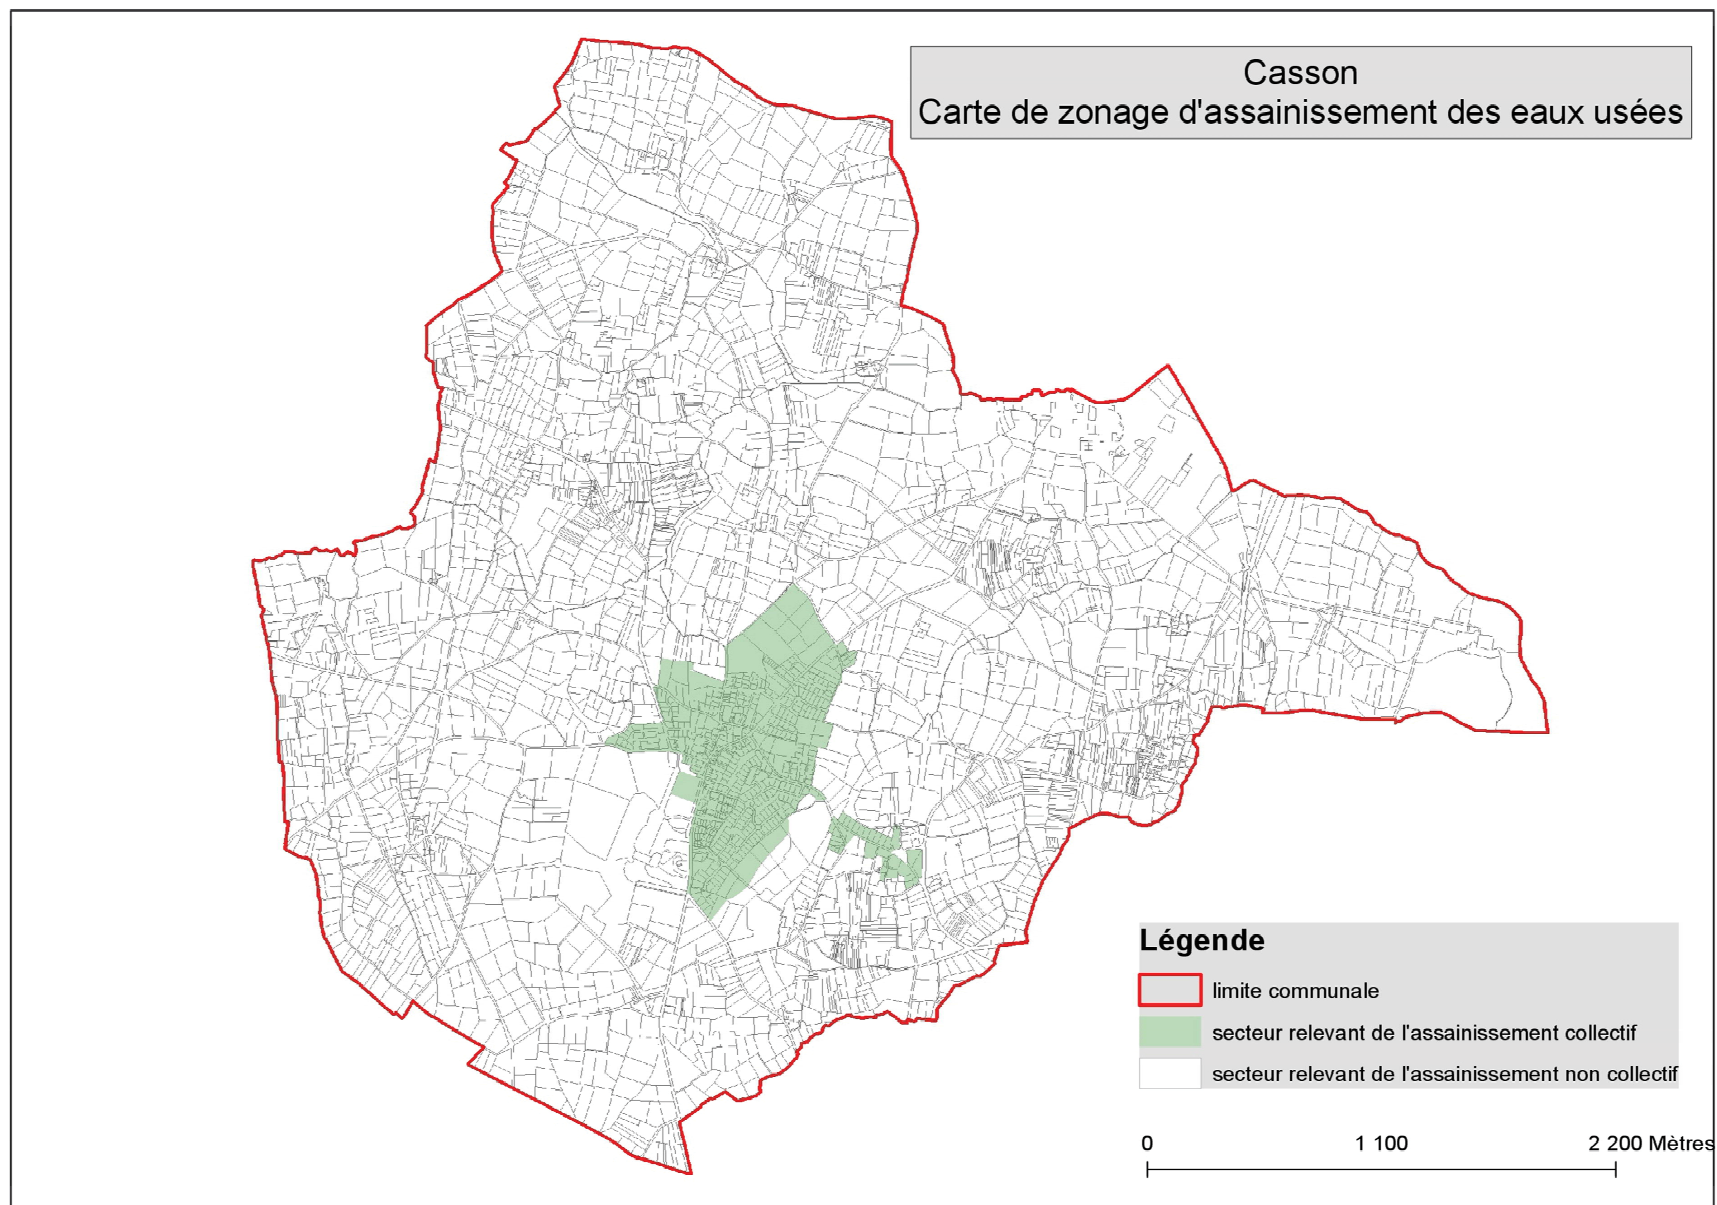 Casson
Carte de zonage d'assainissement des eaux usées
Légende
limite communale
secteur relevant de l'assainissement collectif
secteur relevant de l'assainissement non collectif
0 1 100 2 200 Mètres